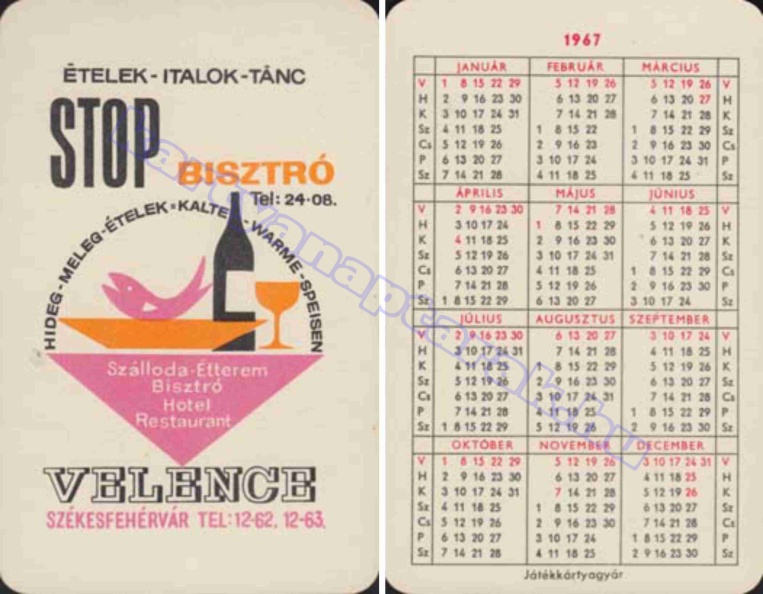 ÉTELEK-ITALOK-TÁNC
STOP
BISZTRÓ
Tel: 24-08.
HIDEG-MELEG-ÉTELEK=KALTE-WARME-SPEISEN
Szálloda-Étterem
Bisztró
Hotel
Restaurant
VELENCE
SZÉKESFEHÉRVÁR TEL:12-62, 12-63.
1967
JANUÁR FEBRUÁR MÁRCIUS
V 1 8 15 22 29 5 12 19 26 5 12 19 26 V
H 2 9 16 23 30 6 13 20 27 6 13 20 27 H
K 3 10 17 24 31 7 14 21 28 7 14 21 28 K
Sz 4 11 18 25 1 8 15 22 1 8 15 22 29 Sz
Cs 5 12 19 26 2 9 16 23 2 9 16 23 30 Cs
P 6 13 20 27 3 10 17 24 3 10 17 24 31 P
Sz 7 14 21 28 4 11 18 25 4 11 18 25 Sz
ÁPRILIS MÁJUS JÚNIUS
V 2 9 16 23 30 7 14 21 28 4 11 18 25 V
H 3 10 17 24 1 8 15 22 29 5 12 19 26 H
K 4 11 18 25 2 9 16 23 30 6 13 20 27 K
Sz 5 12 19 26 3 10 17 24 31 7 14 21 28 Sz
Cs 6 13 20 27 4 11 18 25 1 8 15 22 29 Cs
P 7 14 21 28 5 12 19 26 2 9 16 23 30 P
Sz 1 8 15 22 29 6 13 20 27 3 10 17 24 Sz
JÚLIUS AUGUSZTUS SZEPTEMBER
V 2 9 16 23 30 6 13 20 27 3 10 17 24 V
H 3 10 17 24 31 7 14 21 28 4 11 18 25 H
K 4 11 18 25 1 8 15 22 29 5 12 19 26 K
Sz 5 12 19 26 2 9 16 23 30 6 13 20 27 Sz
Cs 6 13 20 27 3 10 17 24 31 7 14 21 28 Cs
P 7 14 21 28 4 11 18 25 1 8 15 22 29 P
Sz 1 8 15 22 29 5 12 19 26 2 9 16 23 30 Sz
OKTÓBER NOVEMBER DECEMBER
V 1 8 15 22 29 5 12 19 26 3 10 17 24 31 V
H 2 9 16 23 30 6 13 20 27 4 11 18 25 H
K 3 10 17 24 31 7 14 21 28 5 12 19 26 K
Sz 4 11 18 25 1 8 15 22 29 6 13 20 27 Sz
Cs 5 12 19 26 2 9 16 23 30 7 14 21 28 Cs
P 6 13 20 27 3 10 17 24 1 8 15 22 29 P
Sz 7 14 21 28 4 11 18 25 2 9 16 23 30 Sz
Játékkártyagyár
kartyanaptarak.hu